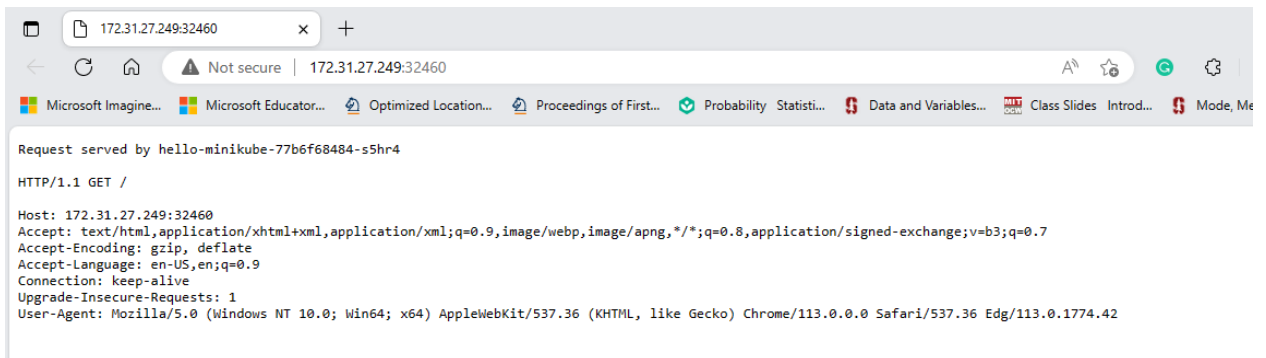 172.31.27.249:32460
Not secure | 172.31.27.249:32460
Microsoft Imagine... Microsoft Educator... Optimized Location... Proceedings of First... Probability Statisti... Data and Variables... Class Slides Introd... Mode, Me
Request served by hello-minikube-77b6f68484-s5hr4
HTTP/1.1 GET /
Host: 172.31.27.249:32460
Accept: text/html,application/xhtml+xml,application/xml;q=0.9,image/webp,image/apng,*/*;q=0.8,application/signed-exchange;v=b3;q=0.7
Accept-Encoding: gzip, deflate
Accept-Language: en-US,en;q=0.9
Connection: keep-alive
Upgrade-Insecure-Requests: 1
User-Agent: Mozilla/5.0 (Windows NT 10.0; Win64; x64) AppleWebKit/537.36 (KHTML, like Gecko) Chrome/113.0.0.0 Safari/537.36 Edg/113.0.1774.42